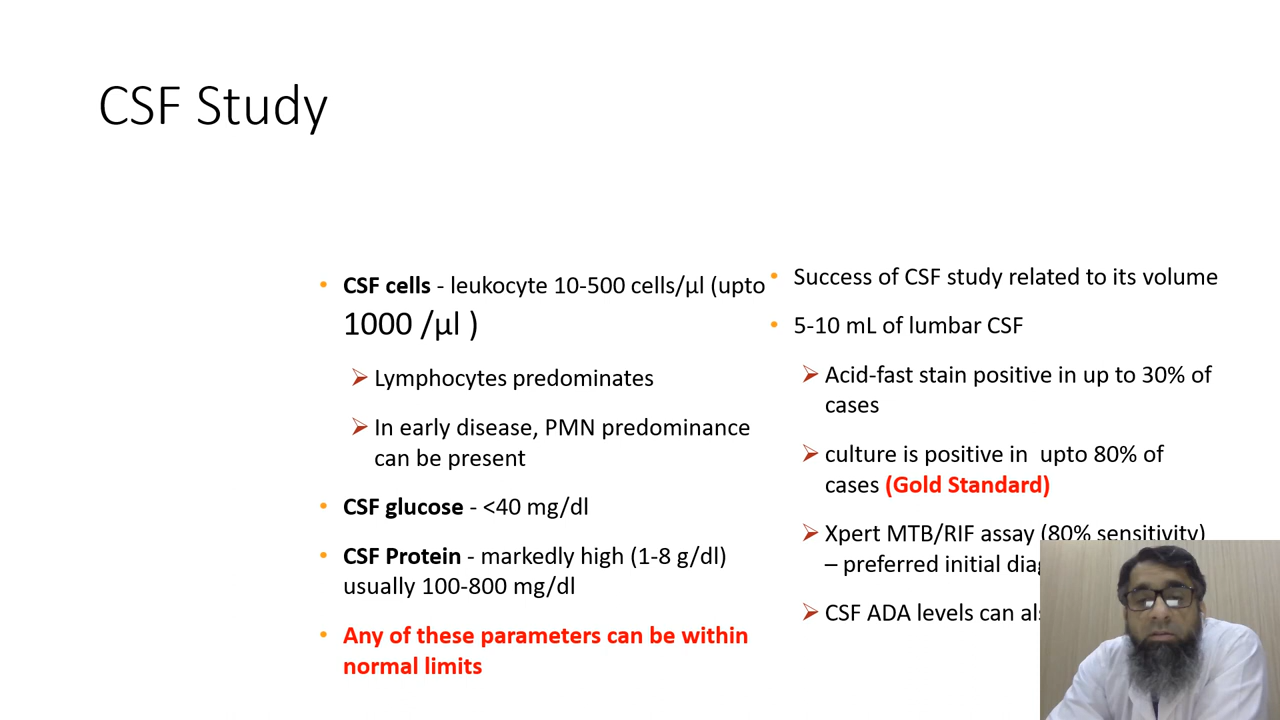 CSF Study
• CSF cells - leukocyte 10-500 cells/µl (upto
1000 /µl )
➢ Lymphocytes predominates
➢ In early disease, PMN predominance
can be present
• CSF glucose - <40 mg/dl
• CSF Protein - markedly high (1-8 g/dl)
usually 100-800 mg/dl
• Any of these parameters can be within
normal limits
• Success of CSF study related to its volume
• 5-10 mL of lumbar CSF
➢ Acid-fast stain positive in up to 30% of
cases
➢ culture is positive in upto 80% of
cases (Gold Standard)
➢ Xpert MTB/RIF assay (80% sensitivity)
– preferred initial
➢ CSF ADA levels can